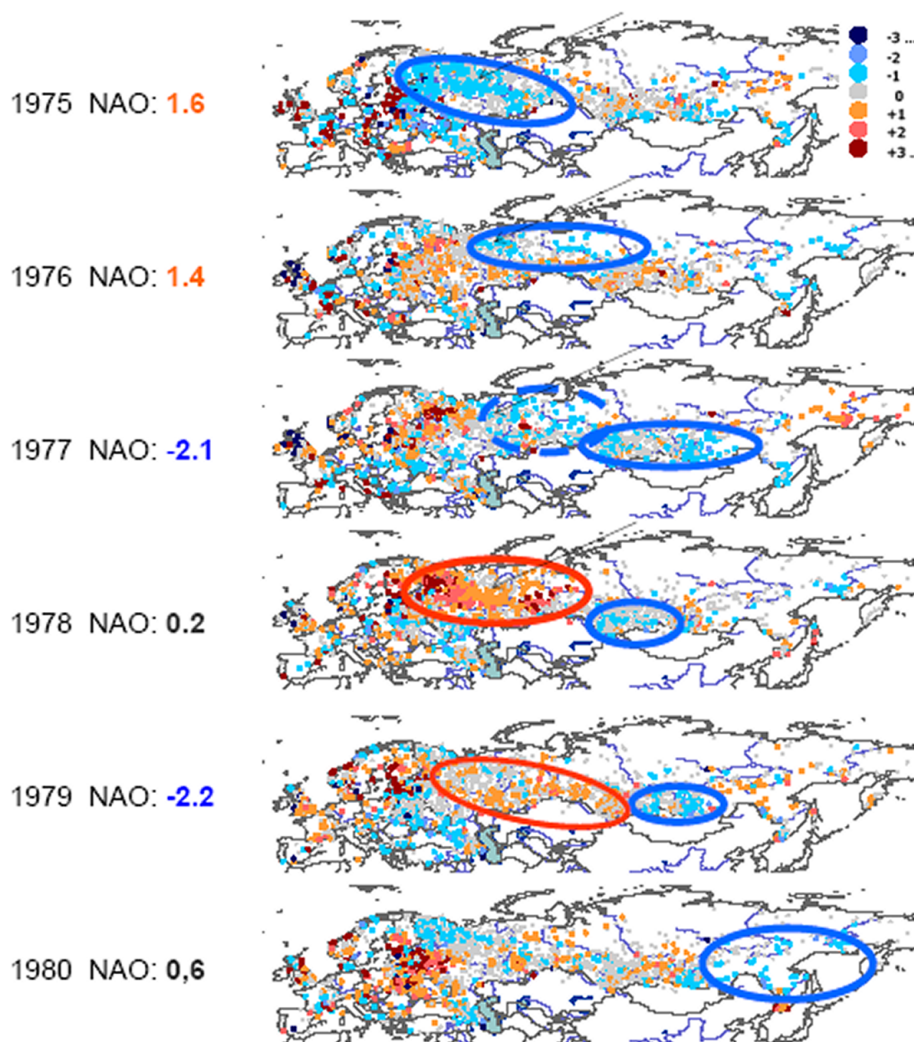 1975 NAO: 1.6
-3 ..
-2
-1
0
+1
+2
+3 ..
1976 NAO: 1.4
1977 NAO: -2.1
1978 NAO: 0.2
1979 NAO: -2.2
1980 NAO: 0,6